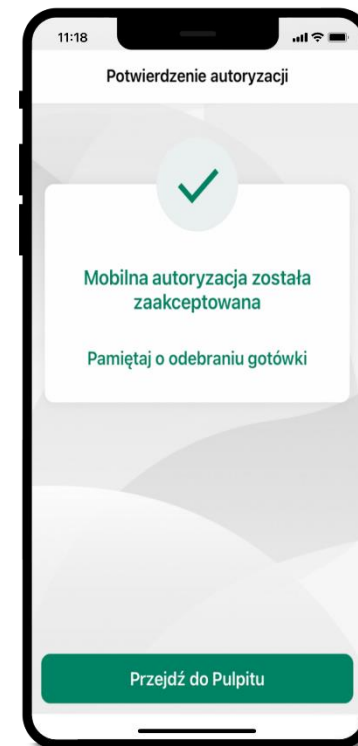 11:18
Potwierdzenie autoryzacji
Mobilna autoryzacja została
zaakceptowana
Pamiętaj o odebraniu gotówki
Przejdź do Pulpitu